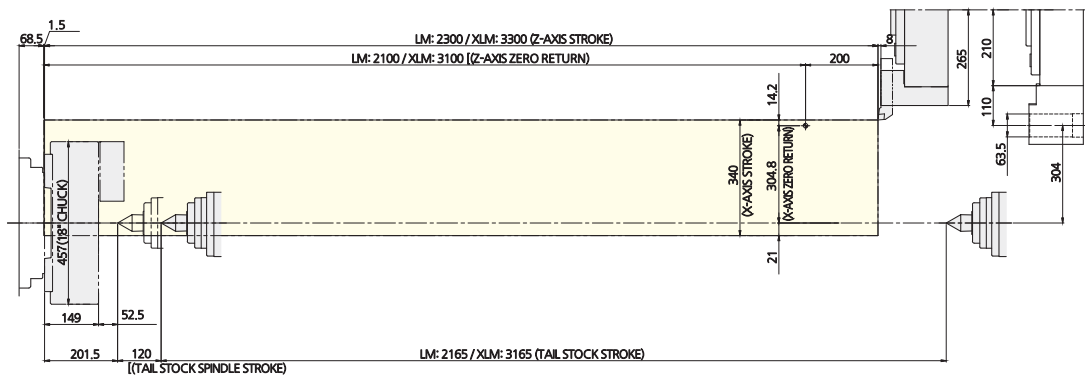 1.5
68.5
LM: 2300 / XLM: 3300 (Z-AXIS STROKE)
8
LM: 2100 / XLM: 3100 [(Z-AXIS ZERO RETURN)
200
265
210
110
63.5
304
14.2
340
(X-AXIS STROKE)
304.8
(X-AXIS ZERO RETURN)
21
457(18" CHUCK)
149
52.5
201.5
120
LM: 2165 / XLM: 3165 (TAIL STOCK STROKE)
[(TAIL STOCK SPINDLE STROKE)